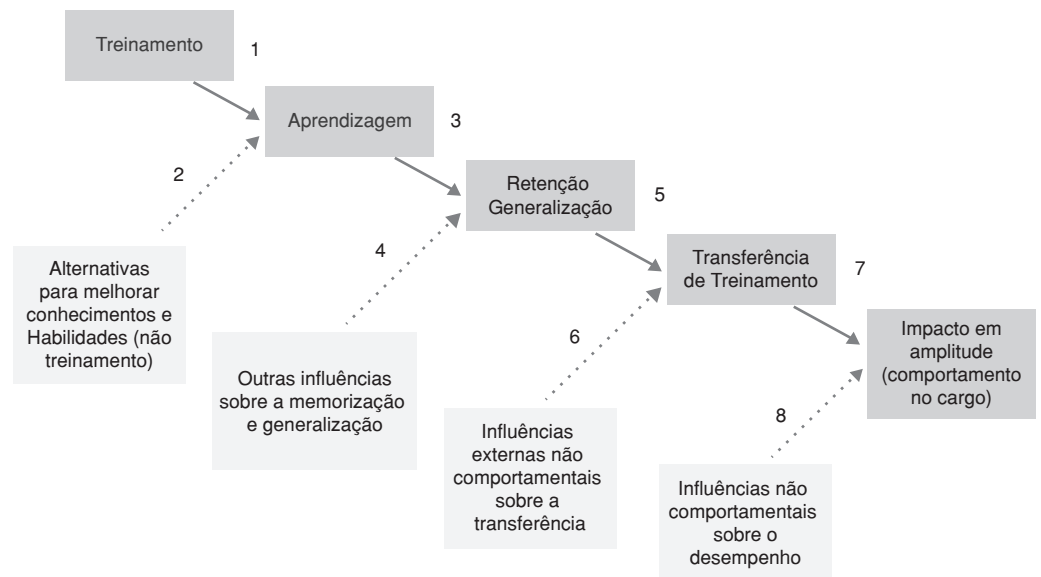 Treinamento
1
Aprendizagem
3
2
Retenção
Generalização
5
4
Alternativas
para melhorar
conhecimentos e
Habilidades (não
treinamento)
Transferência
de Treinamento
7
6
Outras influências
sobre a memorização
e generalização
Impacto em
amplitude
(comportamento
no cargo)
8
Influências
externas não
comportamentais
sobre a
transferência
Influências não
comportamentais
sobre o
desempenho